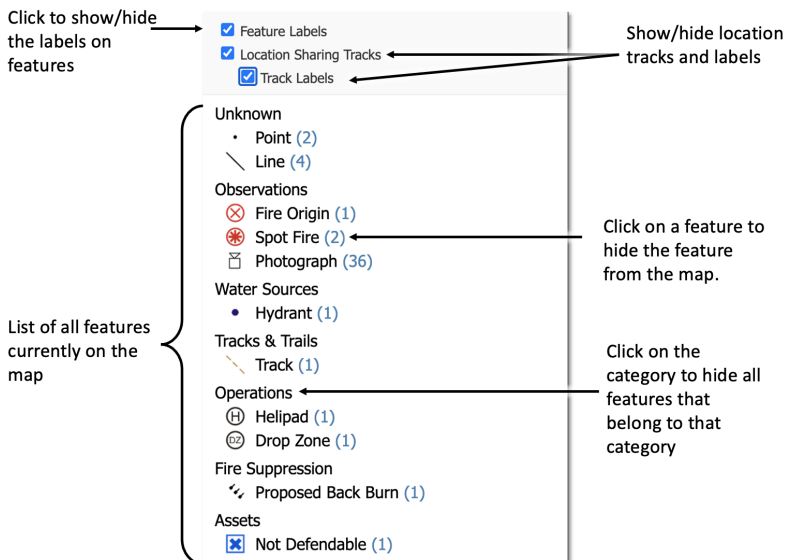 Click to show/hide
the labels on
features
Feature Labels
Location Sharing Tracks
Track Labels
Show/hide location
tracks and labels
Unknown
Point (2)
Line (4)
Observations
Fire Origin (1)
Spot Fire (2)
Photograph (36)
Click on a feature to
hide the feature
from the map.
Water Sources
Hydrant (1)
List of all features
currently on the
map
Tracks & Trails
Track (1)
Click on the
category to hide all
features that
belong to that
category
Operations
H Helipad (1)
DZ Drop Zone (1)
Fire Suppression
Proposed Back Burn (1)
Assets
Not Defendable (1)